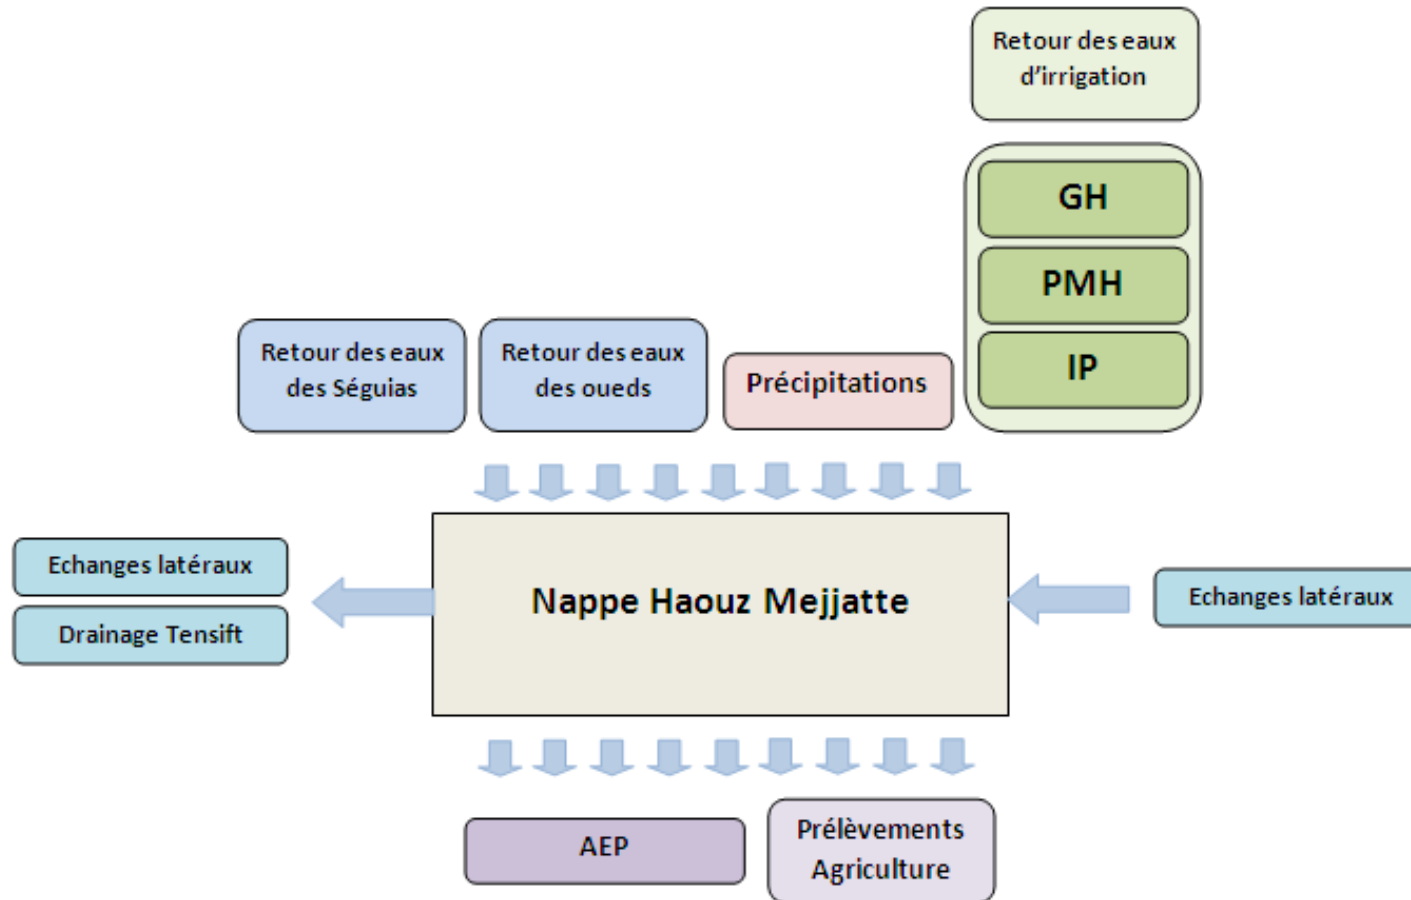 Retour des eaux
d'irrigation
GH
PMH
IP
Retour des eaux
des Séguias
Retour des eaux
des oueds
Précipitations
Echanges latéraux
Drainage Tensift
Nappe Haouz Mejjatte
Echanges latéraux
AEP
Prélèvements
Agriculture